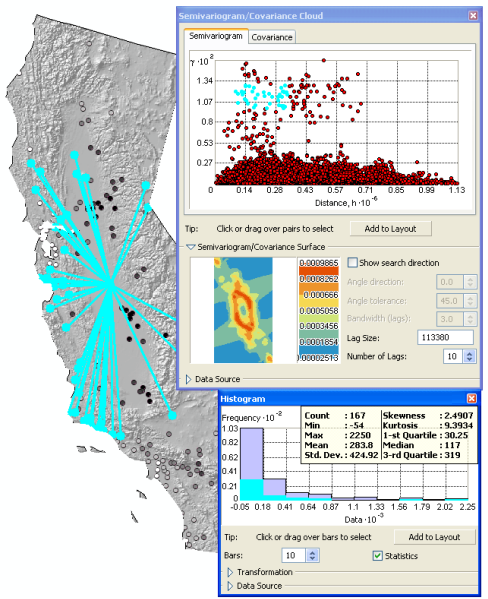 Semivariogram/Covariance Cloud
Semivariogram Covariance
γ · 10⁻²
1.34
1.07
0.8
0.53
0.27
0 0.14 0.28 0.42 0.57 0.71 0.85 0.99 1.13
Distance, h · 10⁻⁶
Tip: Click or drag over pairs to select Add to Layout
Semivariogram/Covariance Surface
0.0009865
0.0008262
0.000666
0.0005058
0.0003456
0.0001854
0.00002513
Show search direction
Angle direction: 0.0
Angle tolerance: 45.0
Bandwidth (lags): 3.0
Lag Size: 113380
Number of Lags: 10
Data Source
Histogram
Frequency · 10⁻²
1.03
0.82
0.62
0.41
0.21
0
-0.05 0.18 0.41 0.64 0.87 1.1 1.33 1.56 1.79 2.02 2.25
Data · 10⁻³
Count : 167 Skewness : 2.4907
Min : -54 Kurtosis : 9.3934
Max : 2250 1-st Quartile : 30.25
Mean : 283.8 Median : 117
Std. Dev. : 424.92 3-rd Quartile : 319
Tip: Click or drag over bars to select Add to Layout
Bars: 10 Statistics
Transformation
Data Source